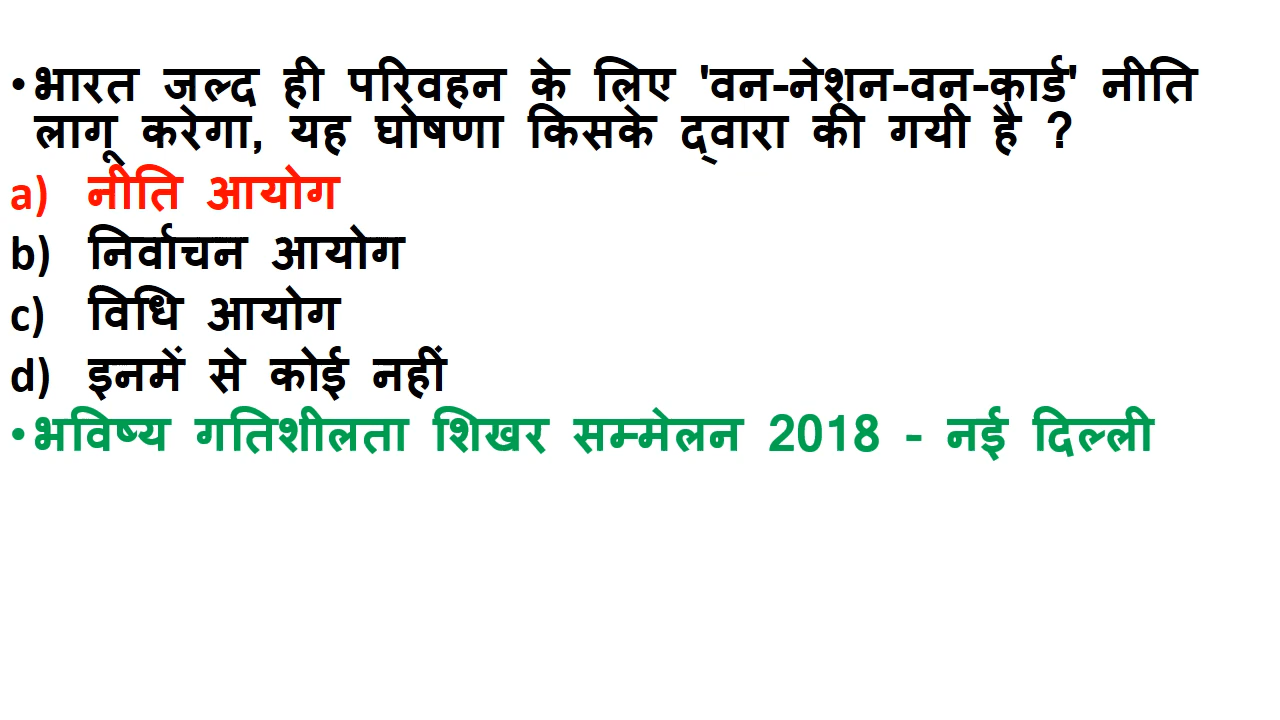 •भारत जल्द ही परिवहन के लिए 'वन-नेशन-वन-कार्ड' नीति
लागू करेगा, यह घोषणा किसके द्वारा की गयी है ?
a) नीति आयोग
b) निर्वाचन आयोग
c) विधि आयोग
d) इनमें से कोई नहीं
•भविष्य गतिशीलता शिखर सम्मेलन 2018 - नई दिल्ली